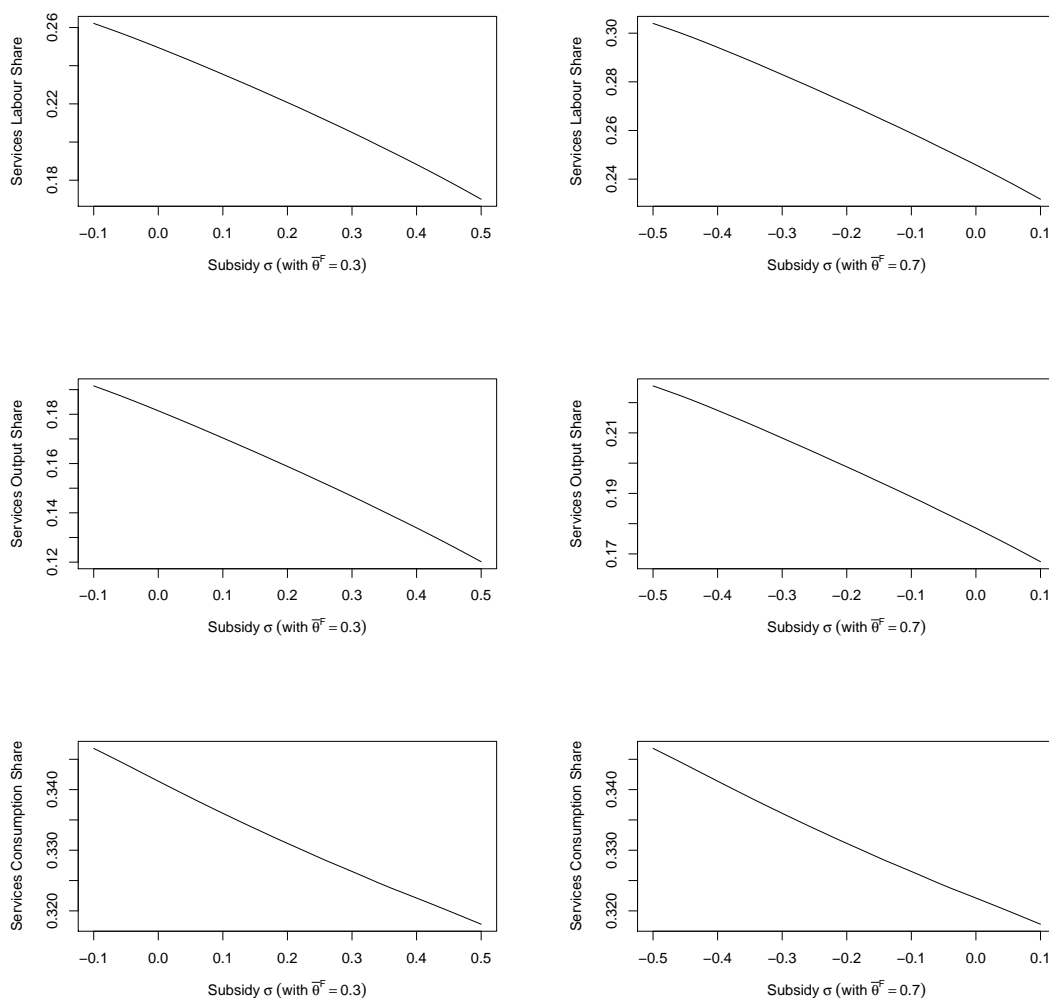 Services Labour Share
0.18 0.22 0.26
−0.1 0.0 0.1 0.2 0.3 0.4 0.5
Subsidy σ (with θ̅ᶠ = 0.3)
Services Labour Share
0.24 0.26 0.28 0.30
−0.5 −0.4 −0.3 −0.2 −0.1 0.0 0.1
Subsidy σ (with θ̅ᶠ = 0.7)
Services Output Share
0.12 0.14 0.16 0.18
−0.1 0.0 0.1 0.2 0.3 0.4 0.5
Subsidy σ (with θ̅ᶠ = 0.3)
Services Output Share
0.17 0.19 0.21
−0.5 −0.4 −0.3 −0.2 −0.1 0.0 0.1
Subsidy σ (with θ̅ᶠ = 0.7)
Services Consumption Share
0.320 0.330 0.340
−0.1 0.0 0.1 0.2 0.3 0.4 0.5
Subsidy σ (with θ̅ᶠ = 0.3)
Services Consumption Share
0.320 0.330 0.340
−0.5 −0.4 −0.3 −0.2 −0.1 0.0 0.1
Subsidy σ (with θ̅ᶠ = 0.7)